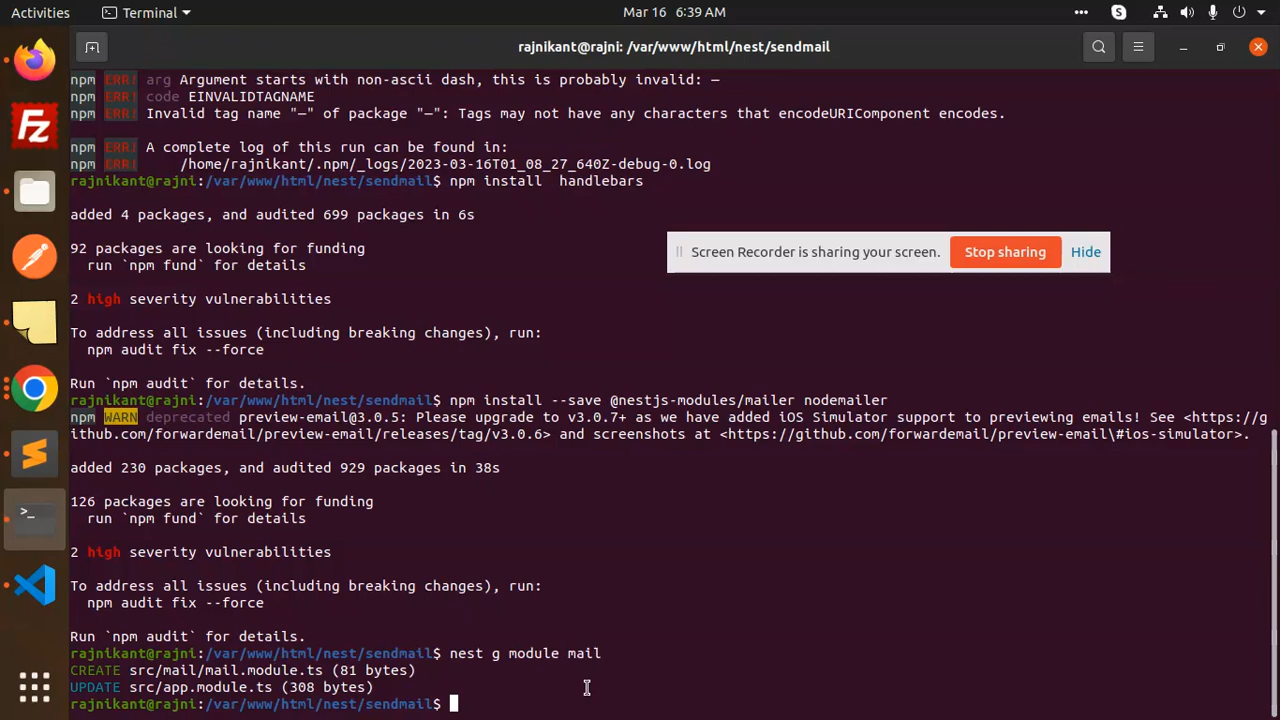 Activities Terminal Mar 16 6:39 AM
rajnikant@rajni: /var/www/html/nest/sendmail
npm ERR! arg Argument starts with non-ascii dash, this is probably invalid: —
npm ERR! code EINVALIDTAGNAME
npm ERR! Invalid tag name "—" of package "—": Tags may not have any characters that encodeURIComponent encodes.
npm ERR! A complete log of this run can be found in:
npm ERR!     /home/rajnikant/.npm/_logs/2023-03-16T01_08_27_640Z-debug-0.log
rajnikant@rajni:/var/www/html/nest/sendmail$ npm install  handlebars
added 4 packages, and audited 699 packages in 6s
92 packages are looking for funding
  run `npm fund` for details
Screen Recorder is sharing your screen. Stop sharing Hide
2 high severity vulnerabilities
To address all issues (including breaking changes), run:
  npm audit fix --force
Run `npm audit` for details.
rajnikant@rajni:/var/www/html/nest/sendmail$ npm install --save @nestjs-modules/mailer nodemailer
npm WARN deprecated preview-email@3.0.5: Please upgrade to v3.0.7+ as we have added iOS Simulator support to previewing emails! See <https://g
ithub.com/forwardemail/preview-email/releases/tag/v3.0.6> and screenshots at <https://github.com/forwardemail/preview-email\#ios-simulator>.
added 230 packages, and audited 929 packages in 38s
126 packages are looking for funding
  run `npm fund` for details
2 high severity vulnerabilities
To address all issues (including breaking changes), run:
  npm audit fix --force
Run `npm audit` for details.
rajnikant@rajni:/var/www/html/nest/sendmail$ nest g module mail
CREATE src/mail/mail.module.ts (81 bytes)
UPDATE src/app.module.ts (308 bytes)
rajnikant@rajni:/var/www/html/nest/sendmail$